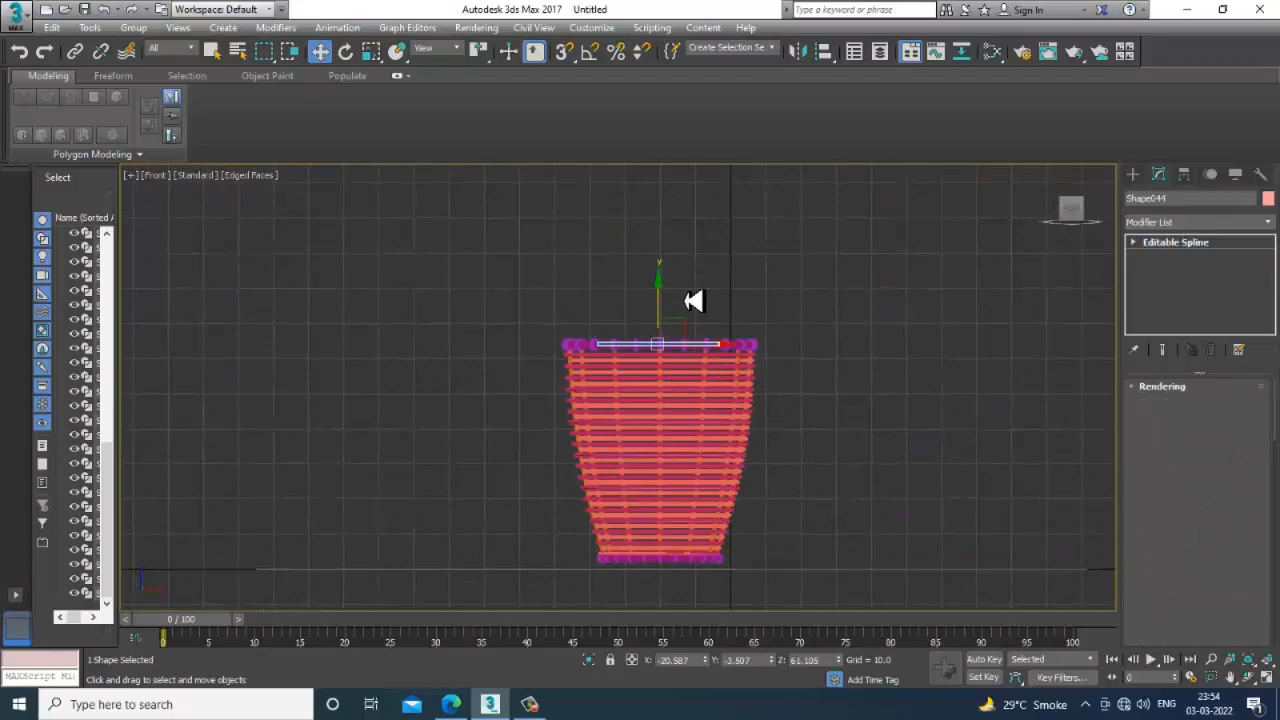 MAX
Workspace: Default
Autodesk 3ds Max 2017 Untitled
Type a keyword or phrase
Sign In
Edit Tools Group Views Create Modifiers Animation Graph Editors Rendering Civil View Customize Scripting Content Help
All
View
Create Selection Se
Modeling Freeform Selection Object Paint Populate
Polygon Modeling
Select
[+] [Front] [Standard] [Edged Faces]
Name (Sorted A
Shape044
Modifier List
Editable Spline
y
Rendering
0 / 100
0 5 10 15 20 25 30 35 40 45 50 55 60 65 70 75 80 85 90 95 100
1 Shape Selected
X: -20.587 Y: -3.507 Z: 61.105 Grid = 10.0
Auto Key Selected
MAXScript Mi
Click and drag to select and move objects
Add Time Tag
Set Key Key Filters... 0
Type here to search
29°C Smoke
ENG
23:54
03-03-2022